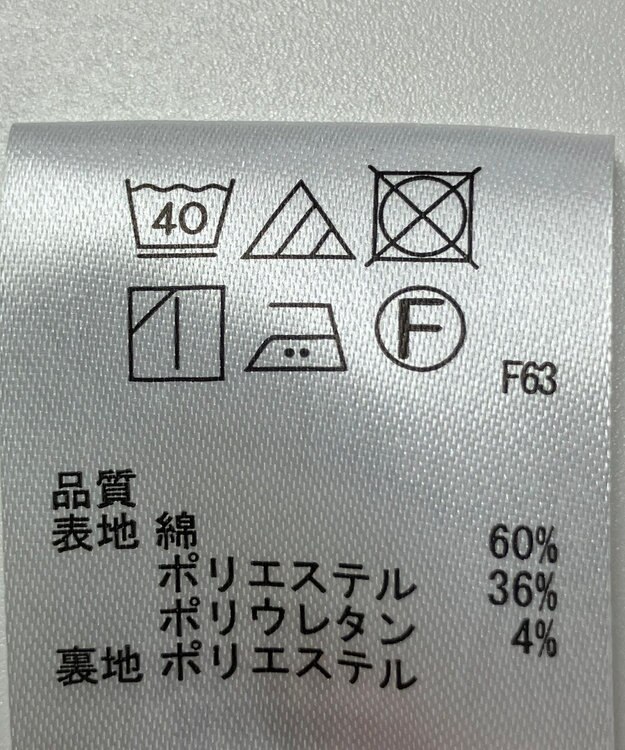 40
F
F63
品質
表地 綿 60%
ポリエステル 36%
ポリウレタン 4%
裏地 ポリエステル